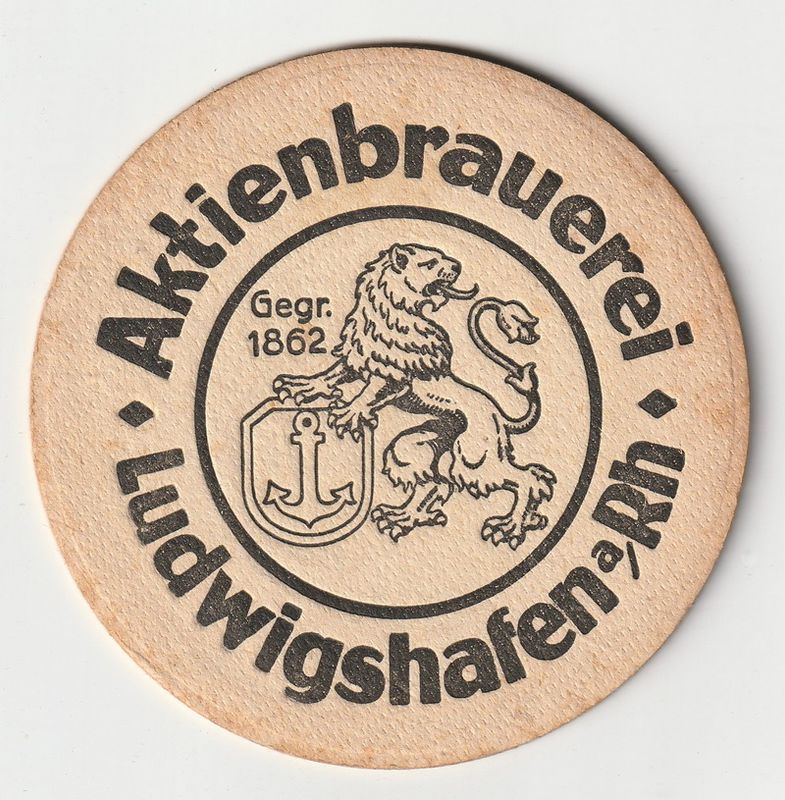 Aktienbrauerei
Gegr.
1862
Ludwigshafen a/Rh